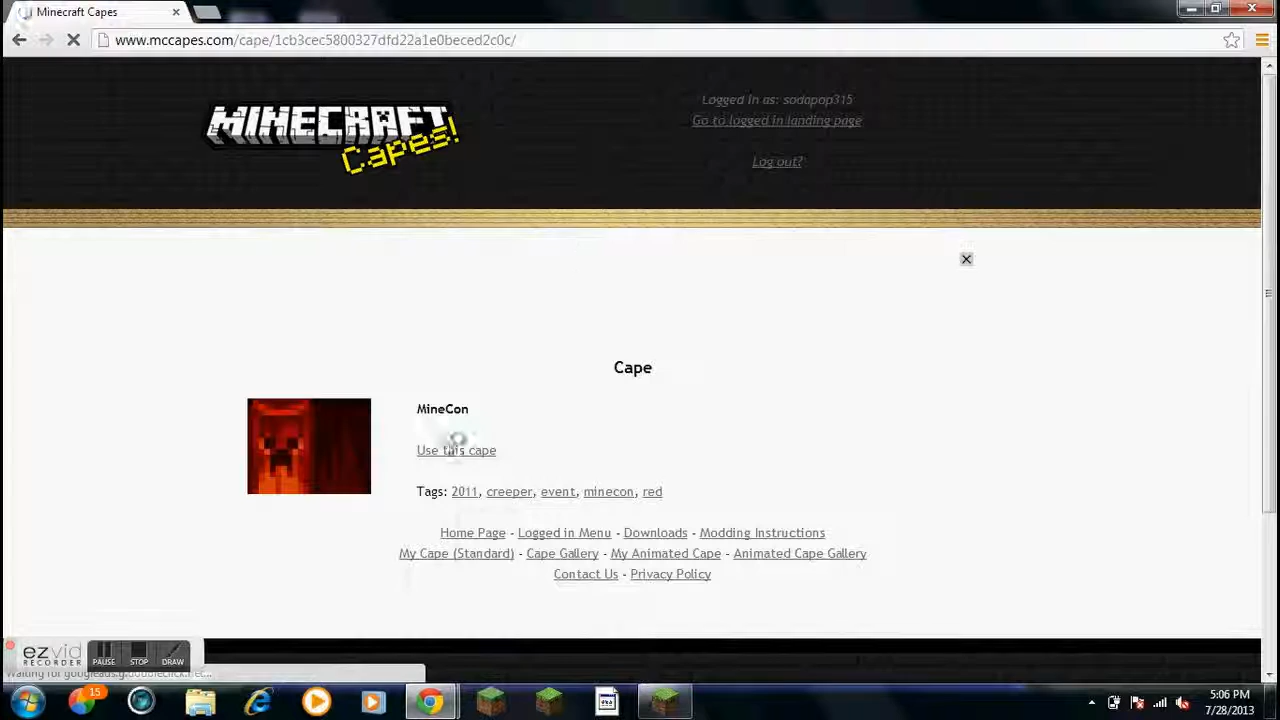 Minecraft Capes
www.mccapes.com/cape/1cb3cec5800327dfd22a1e0beced2c0c/
MINECRAFT
Capes!
Logged in as: sodapop315
Go to logged in landing page
Log out?
Cape
MineCon
Use this cape
Tags: 2011, creeper, event, minecon, red
Home Page - Logged in Menu - Downloads - Modding Instructions
My Cape (Standard) - Cape Gallery - My Animated Cape - Animated Cape Gallery
Contact Us - Privacy Policy
ezvid
RECORDER
PAUSE STOP DRAW
15
5:06 PM
7/28/2013